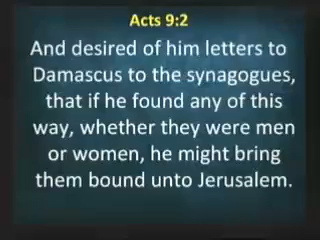 Acts 9:2
And desired of him letters to
Damascus to the synagogues,
that if he found any of this
way, whether they were men
or women, he might bring
them bound unto Jerusalem.